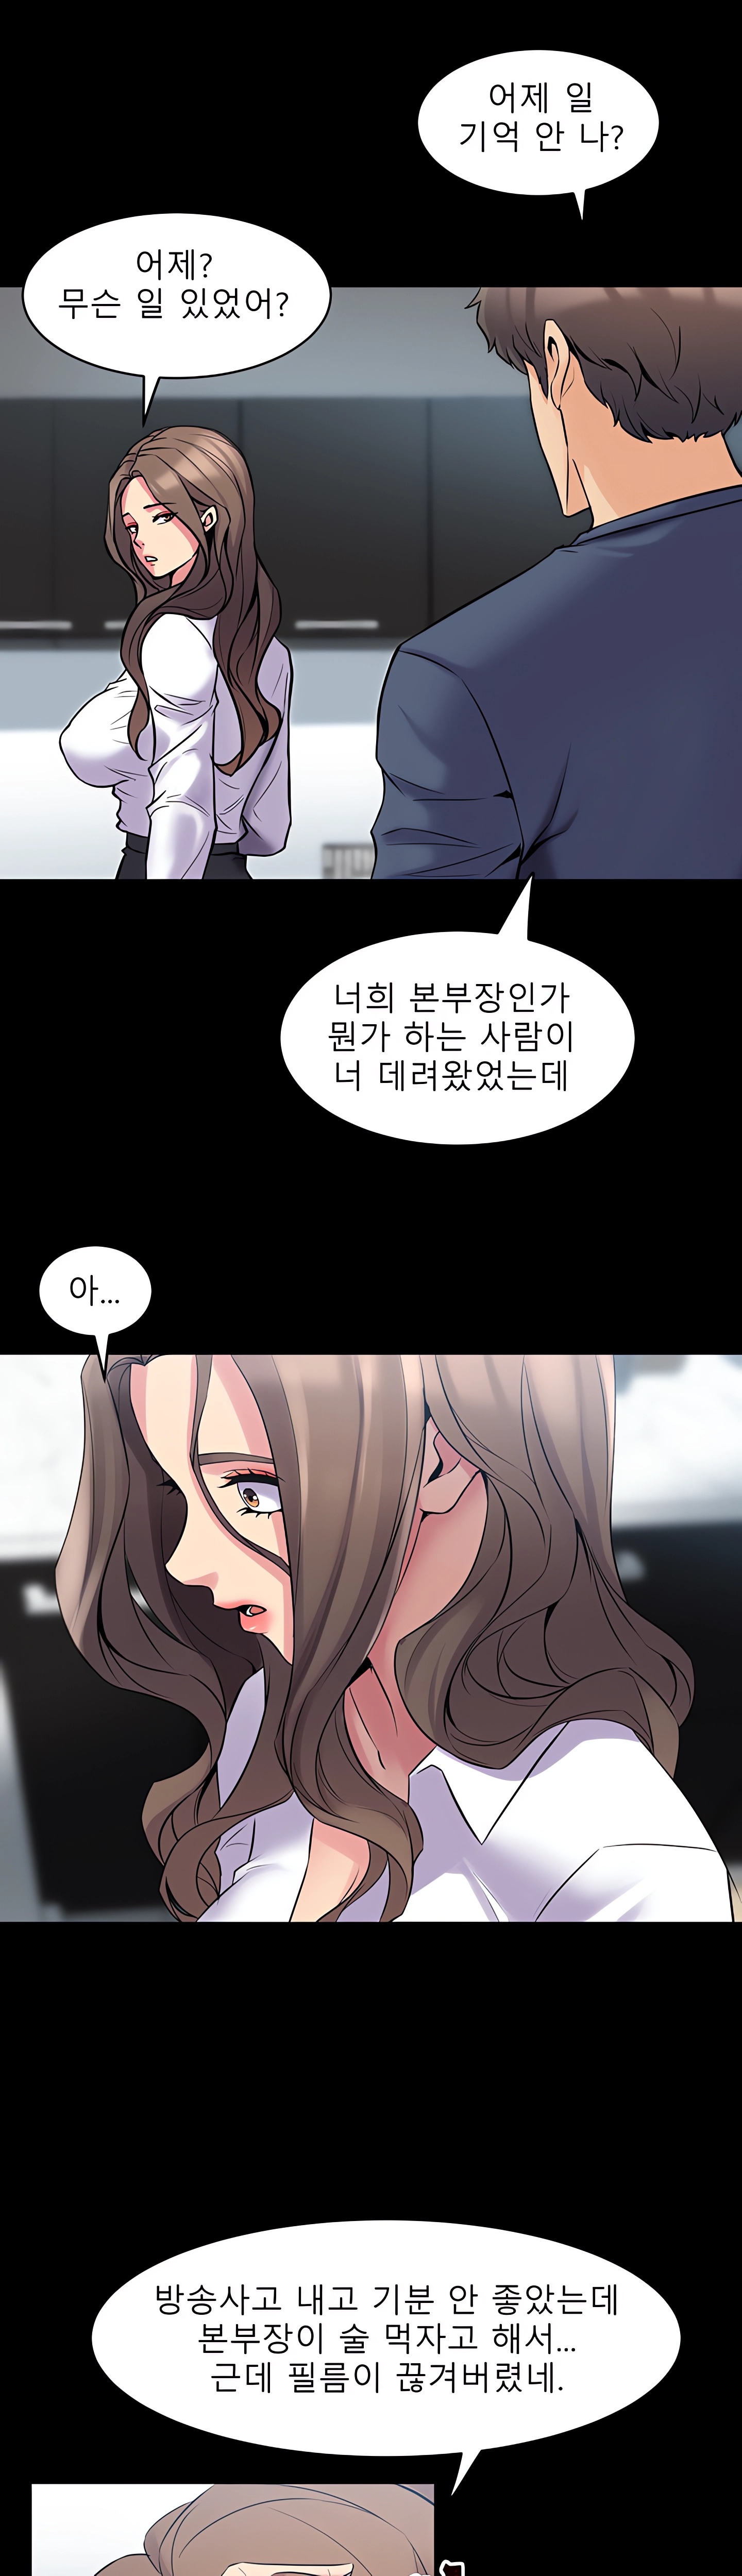 어제 일
기억 안 나?
어제?
무슨 일 있었어?
너희 본부장인가
뭔가 하는 사람이
너 데려왔었는데
아...
방송사고 내고 기분 안 좋았는데
본부장이 술 먹자고 해서...
근데 필름이 끊겨버렸네.